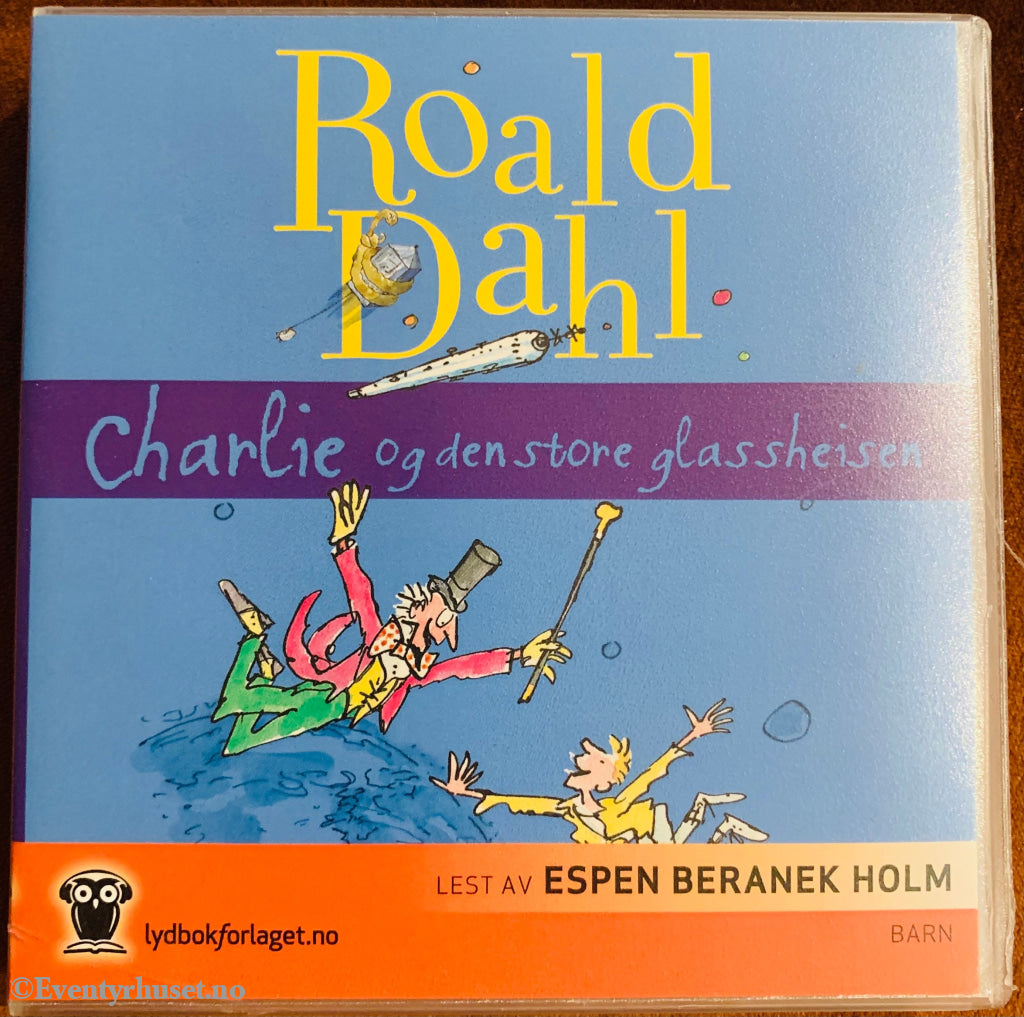 Roald
Dahl
Charlie og den store glassheisen
LEST AV ESPEN BERANEK HOLM
lydbokforlaget.no
BARN
©Eventyrhuset.no